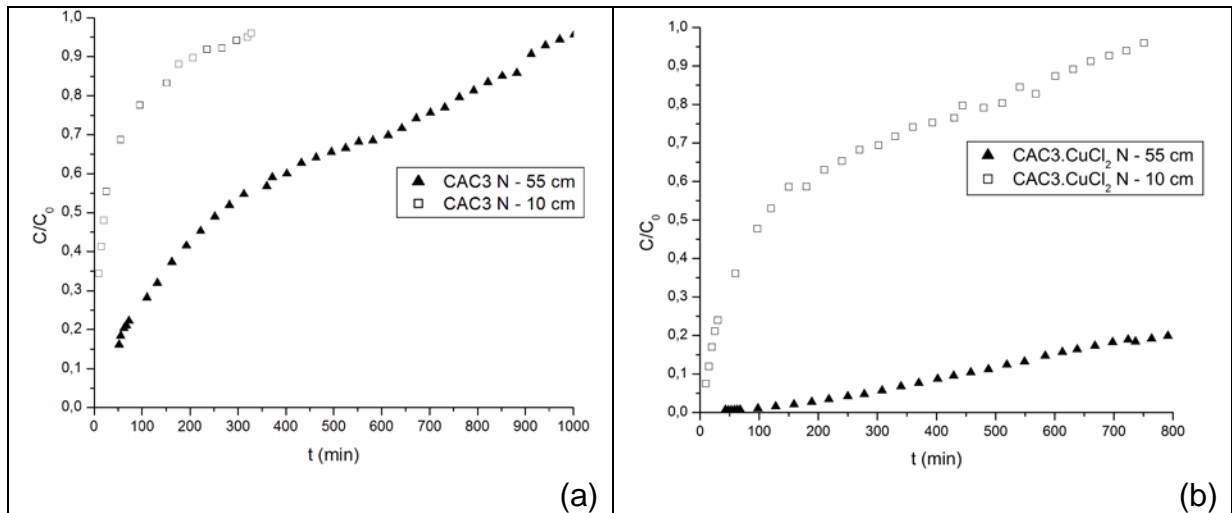 1,0
0,9
0,8
0,7
0,6
0,5
0,4
0,3
0,2
0,1
0,0
C/C₀
0 100 200 300 400 500 600 700 800 900 1000
t (min)
CAC3 N - 55 cm
CAC3 N - 10 cm
(a)
1,0
0,9
0,8
0,7
0,6
0,5
0,4
0,3
0,2
0,1
0,0
C/C₀
0 100 200 300 400 500 600 700 800
t (min)
CAC3.CuCl₂ N - 55 cm
CAC3.CuCl₂ N - 10 cm
(b)